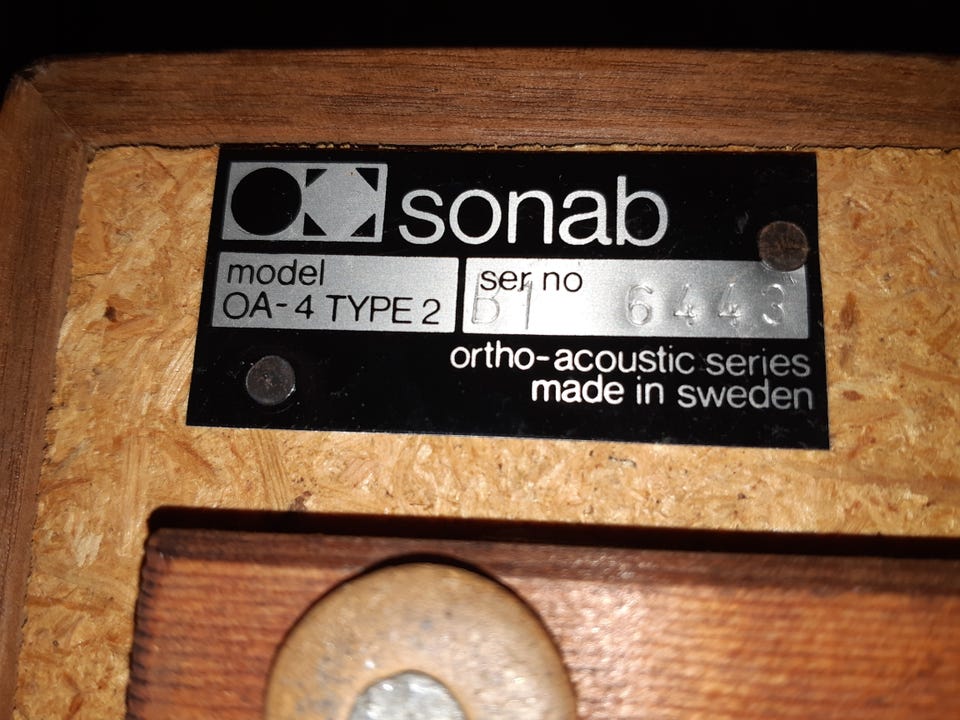 sonab
model
OA-4 TYPE 2
ser no
B1 6443
ortho-acoustic series
made in sweden